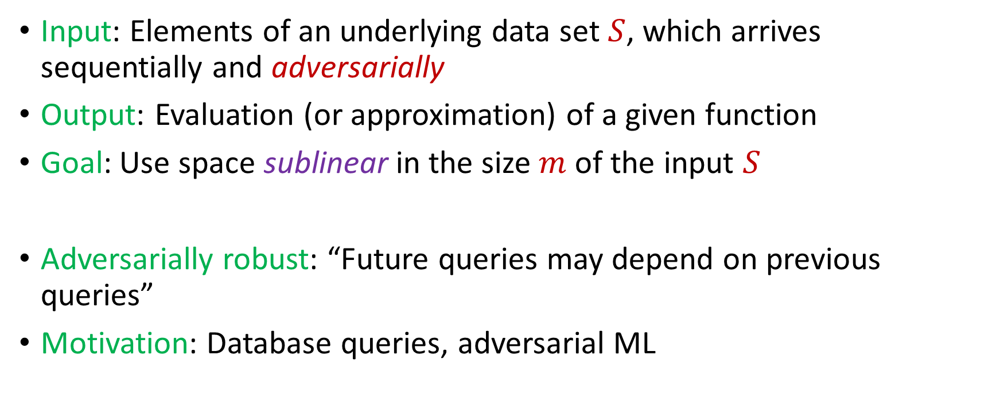 • Input: Elements of an underlying data set S, which arrives
sequentially and adversarially
• Output: Evaluation (or approximation) of a given function
• Goal: Use space sublinear in the size m of the input S
• Adversarially robust: “Future queries may depend on previous
queries”
• Motivation: Database queries, adversarial ML